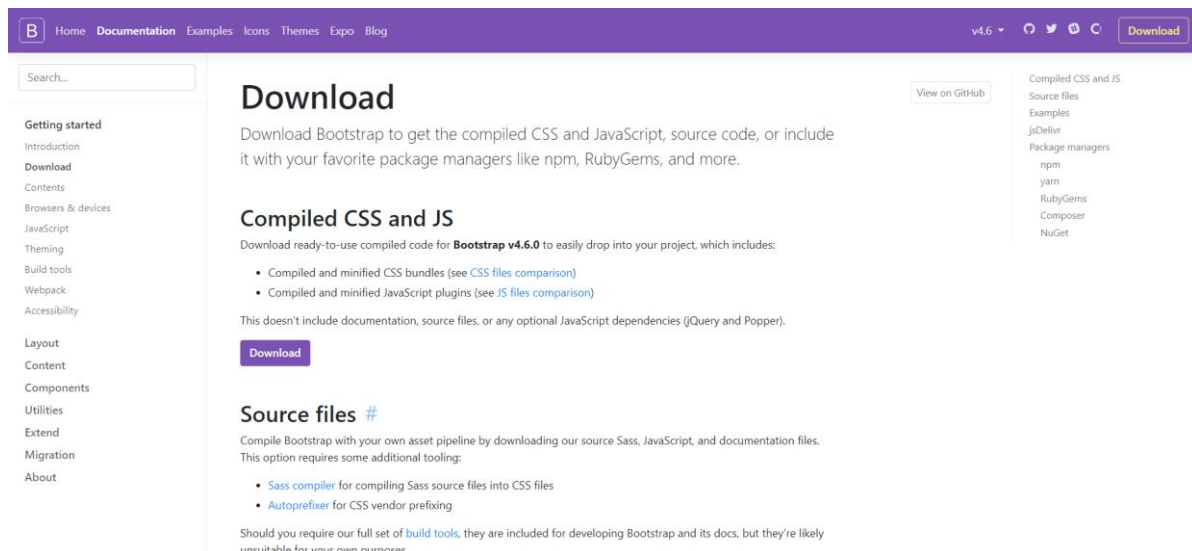 B Home Documentation Examples Icons Themes Expo Blog v4.6 Download
Search...
Getting started
Introduction
Download
Contents
Browsers & devices
JavaScript
Theming
Build tools
Webpack
Accessibility
Layout
Content
Components
Utilities
Extend
Migration
About
Download
View on GitHub
Download Bootstrap to get the compiled CSS and JavaScript, source code, or include
it with your favorite package managers like npm, RubyGems, and more.
Compiled CSS and JS
Download ready-to-use compiled code for Bootstrap v4.6.0 to easily drop into your project, which includes:
• Compiled and minified CSS bundles (see CSS files comparison)
• Compiled and minified JavaScript plugins (see JS files comparison)
This doesn't include documentation, source files, or any optional JavaScript dependencies (jQuery and Popper).
Download
Source files #
Compile Bootstrap with your own asset pipeline by downloading our source Sass, JavaScript, and documentation files.
This option requires some additional tooling:
• Sass compiler for compiling Sass source files into CSS files
• Autoprefixer for CSS vendor prefixing
Should you require our full set of build tools, they are included for developing Bootstrap and its docs, but they're likely
unsuitable for your own purposes.
Compiled CSS and JS
Source files
Examples
jsDelivr
Package managers
npm
yarn
RubyGems
Composer
NuGet